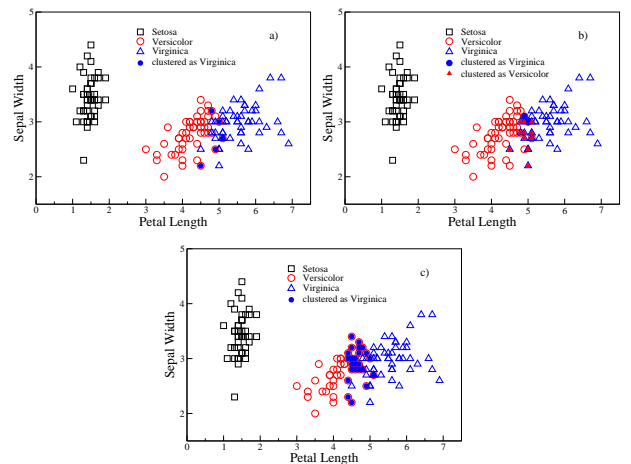 a)
Setosa
Versicolor
Virginica
clustered as Virginica
Sepal Width
5
4
3
2
0 1 2 3 4 5 6 7
Petal Length
b)
Setosa
Versicolor
Virginica
clustered as Virginica
clustered as Versicolor
Sepal Width
5
4
3
2
0 1 2 3 4 5 6 7
Petal Length
c)
Setosa
Versicolor
Virginica
clustered as Virginica
Sepal Width
5
4
3
2
0 1 2 3 4 5 6 7
Petal Length